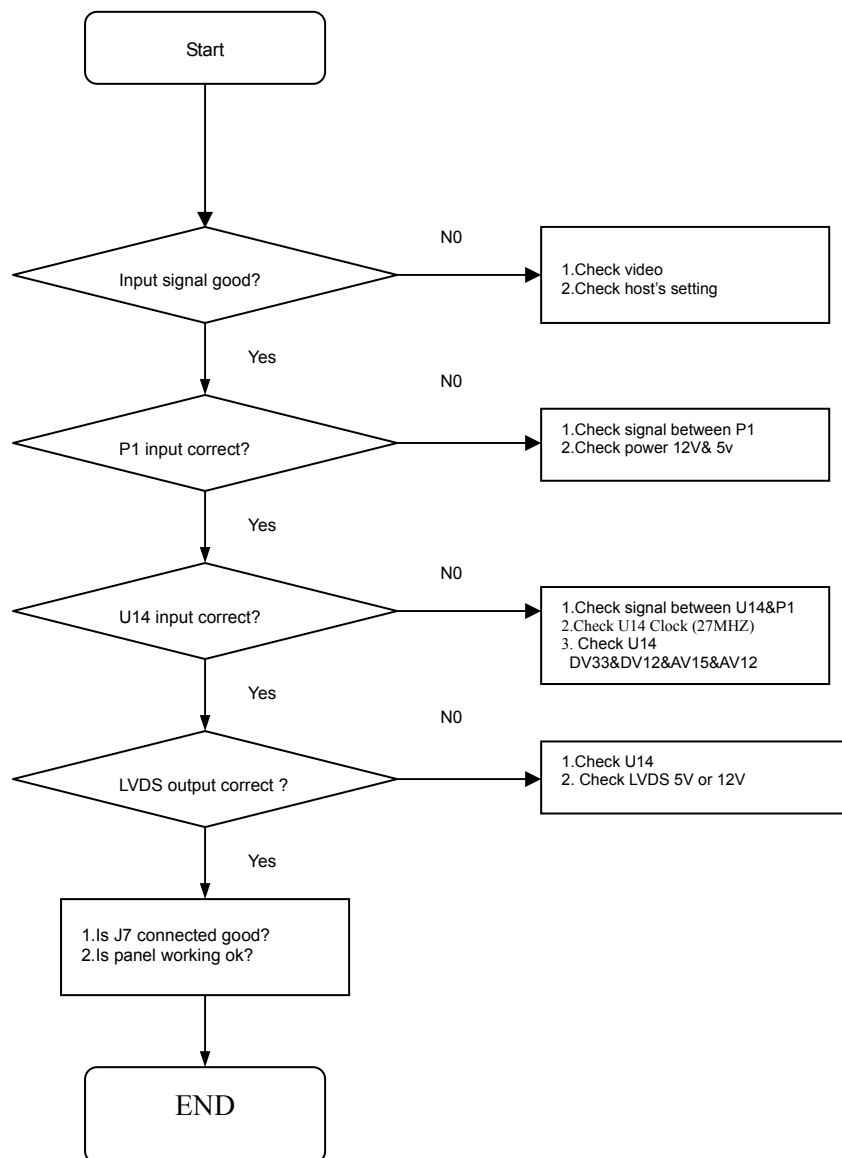 Start
Input signal good?
N0
1.Check video
2.Check host's setting
Yes
P1 input correct?
N0
1.Check signal between P1
2.Check power 12V& 5v
Yes
U14 input correct?
N0
1.Check signal between U14&P1
2.Check U14 Clock (27MHZ)
3. Check U14
DV33&DV12&AV15&AV12
Yes
LVDS output correct ?
N0
1.Check U14
2. Check LVDS 5V or 12V
Yes
1.Is J7 connected good?
2.Is panel working ok?
END